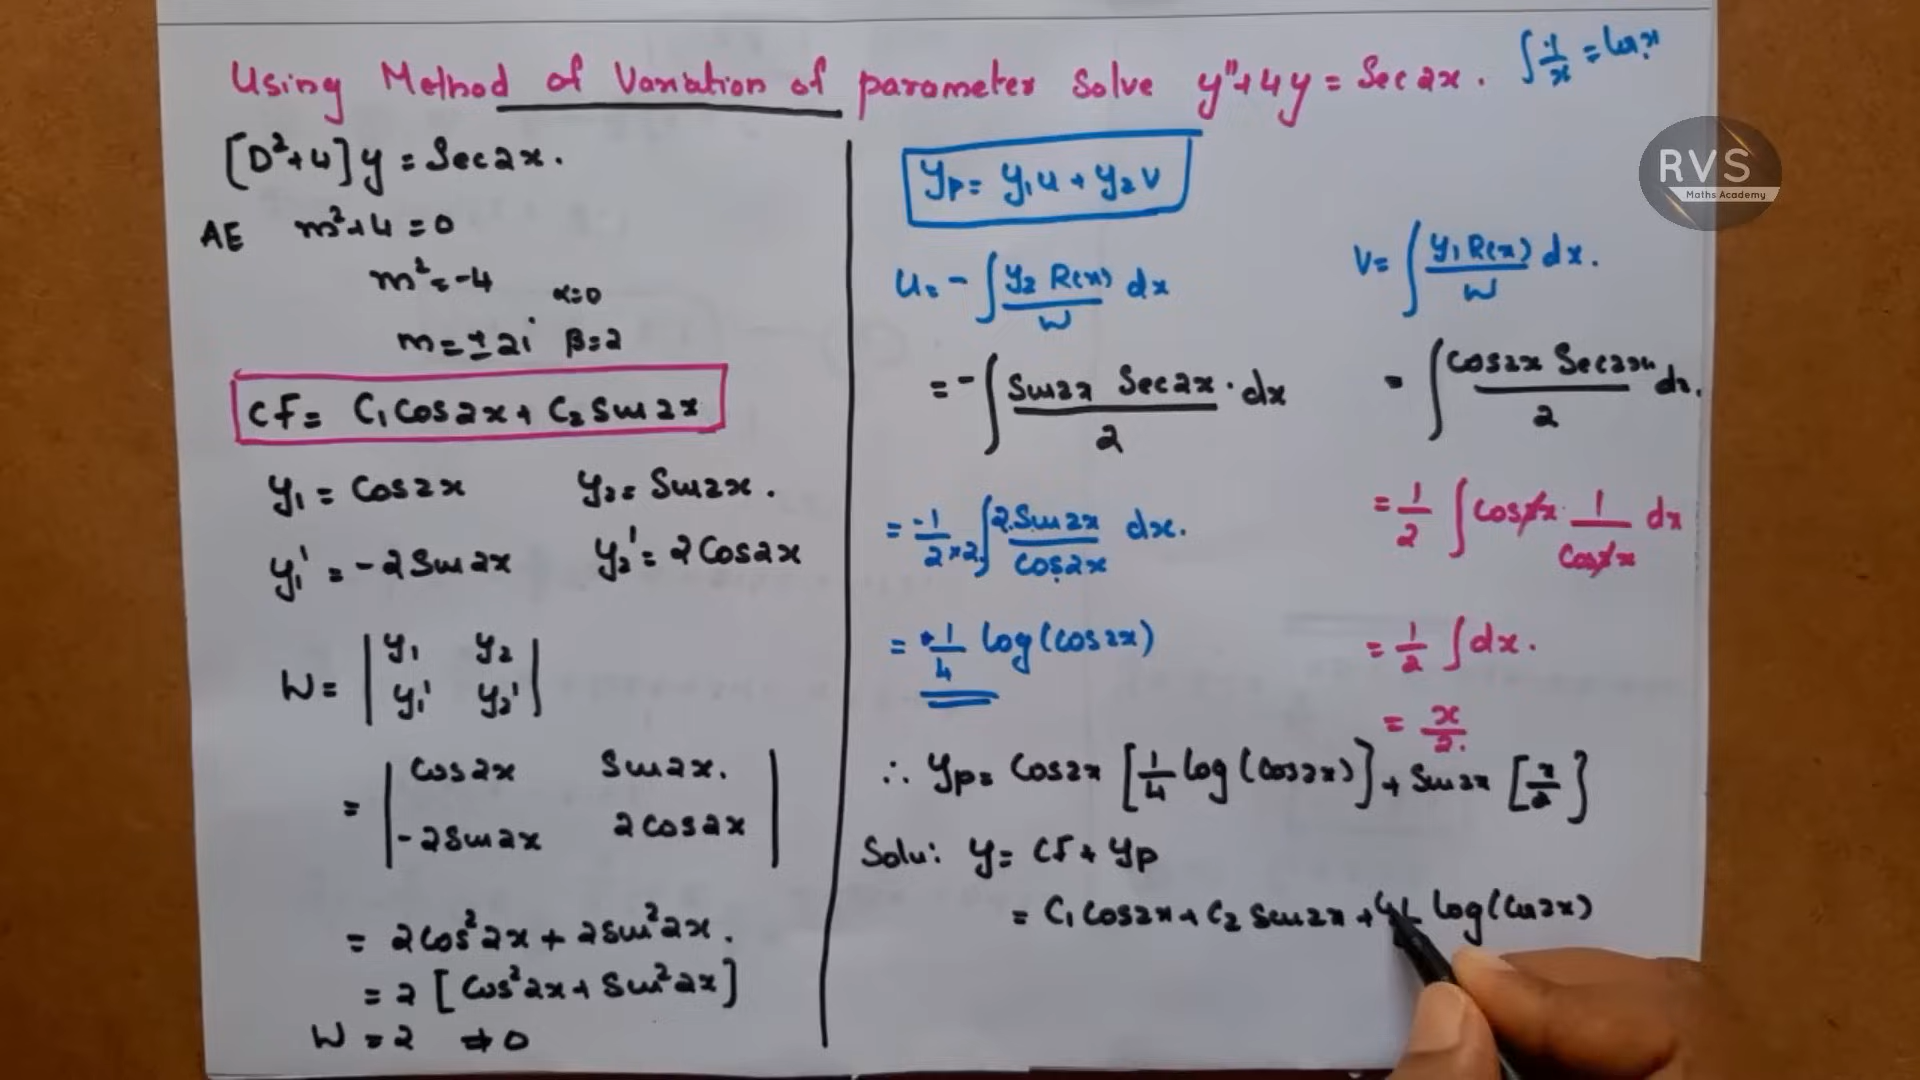 Using Method of Variation of parameter Solve y''+4y = Sec2x.
∫1/x = log x
RVS
Maths Academy
[D²+4]y = Sec2x.
AE m²+4 = 0
m² = -4
α=0
m = ±2i β=2
CF = C₁Cos2x + C₂Sin2x
y₁ = Cos2x y₂ = Sin2x.
y₁' = -2Sin2x y₂' = 2Cos2x
W = |y₁ y₂|
|y₁' y₂'|
= |Cos2x Sin2x.|
|-2Sin2x 2Cos2x|
= 2Cos²2x + 2Sin²2x.
= 2[Cos²2x + Sin²2x]
W = 2 ≠ 0
yp = y₁u + y₂v
u = -∫ y₂R(x)/W dx
= -∫ Sin2x Sec2x/2 . dx
= -1/2×2 ∫ 2.Sin2x/Cos2x dx.
= +1/4 log(Cos2x)
V = ∫ y₁R(x)/W dx.
= ∫ Cos2x Sec2x/2 dx.
= 1/2 ∫ Cos2x 1/Cos2x dx
= 1/2 ∫dx.
= x/2.
∴ yp = Cos2x [1/4 log(Cos2x)] + Sin2x [x/2]
Solu: y = CF + yp
= C₁Cos2x + C₂Sin2x + log(Cos2x)